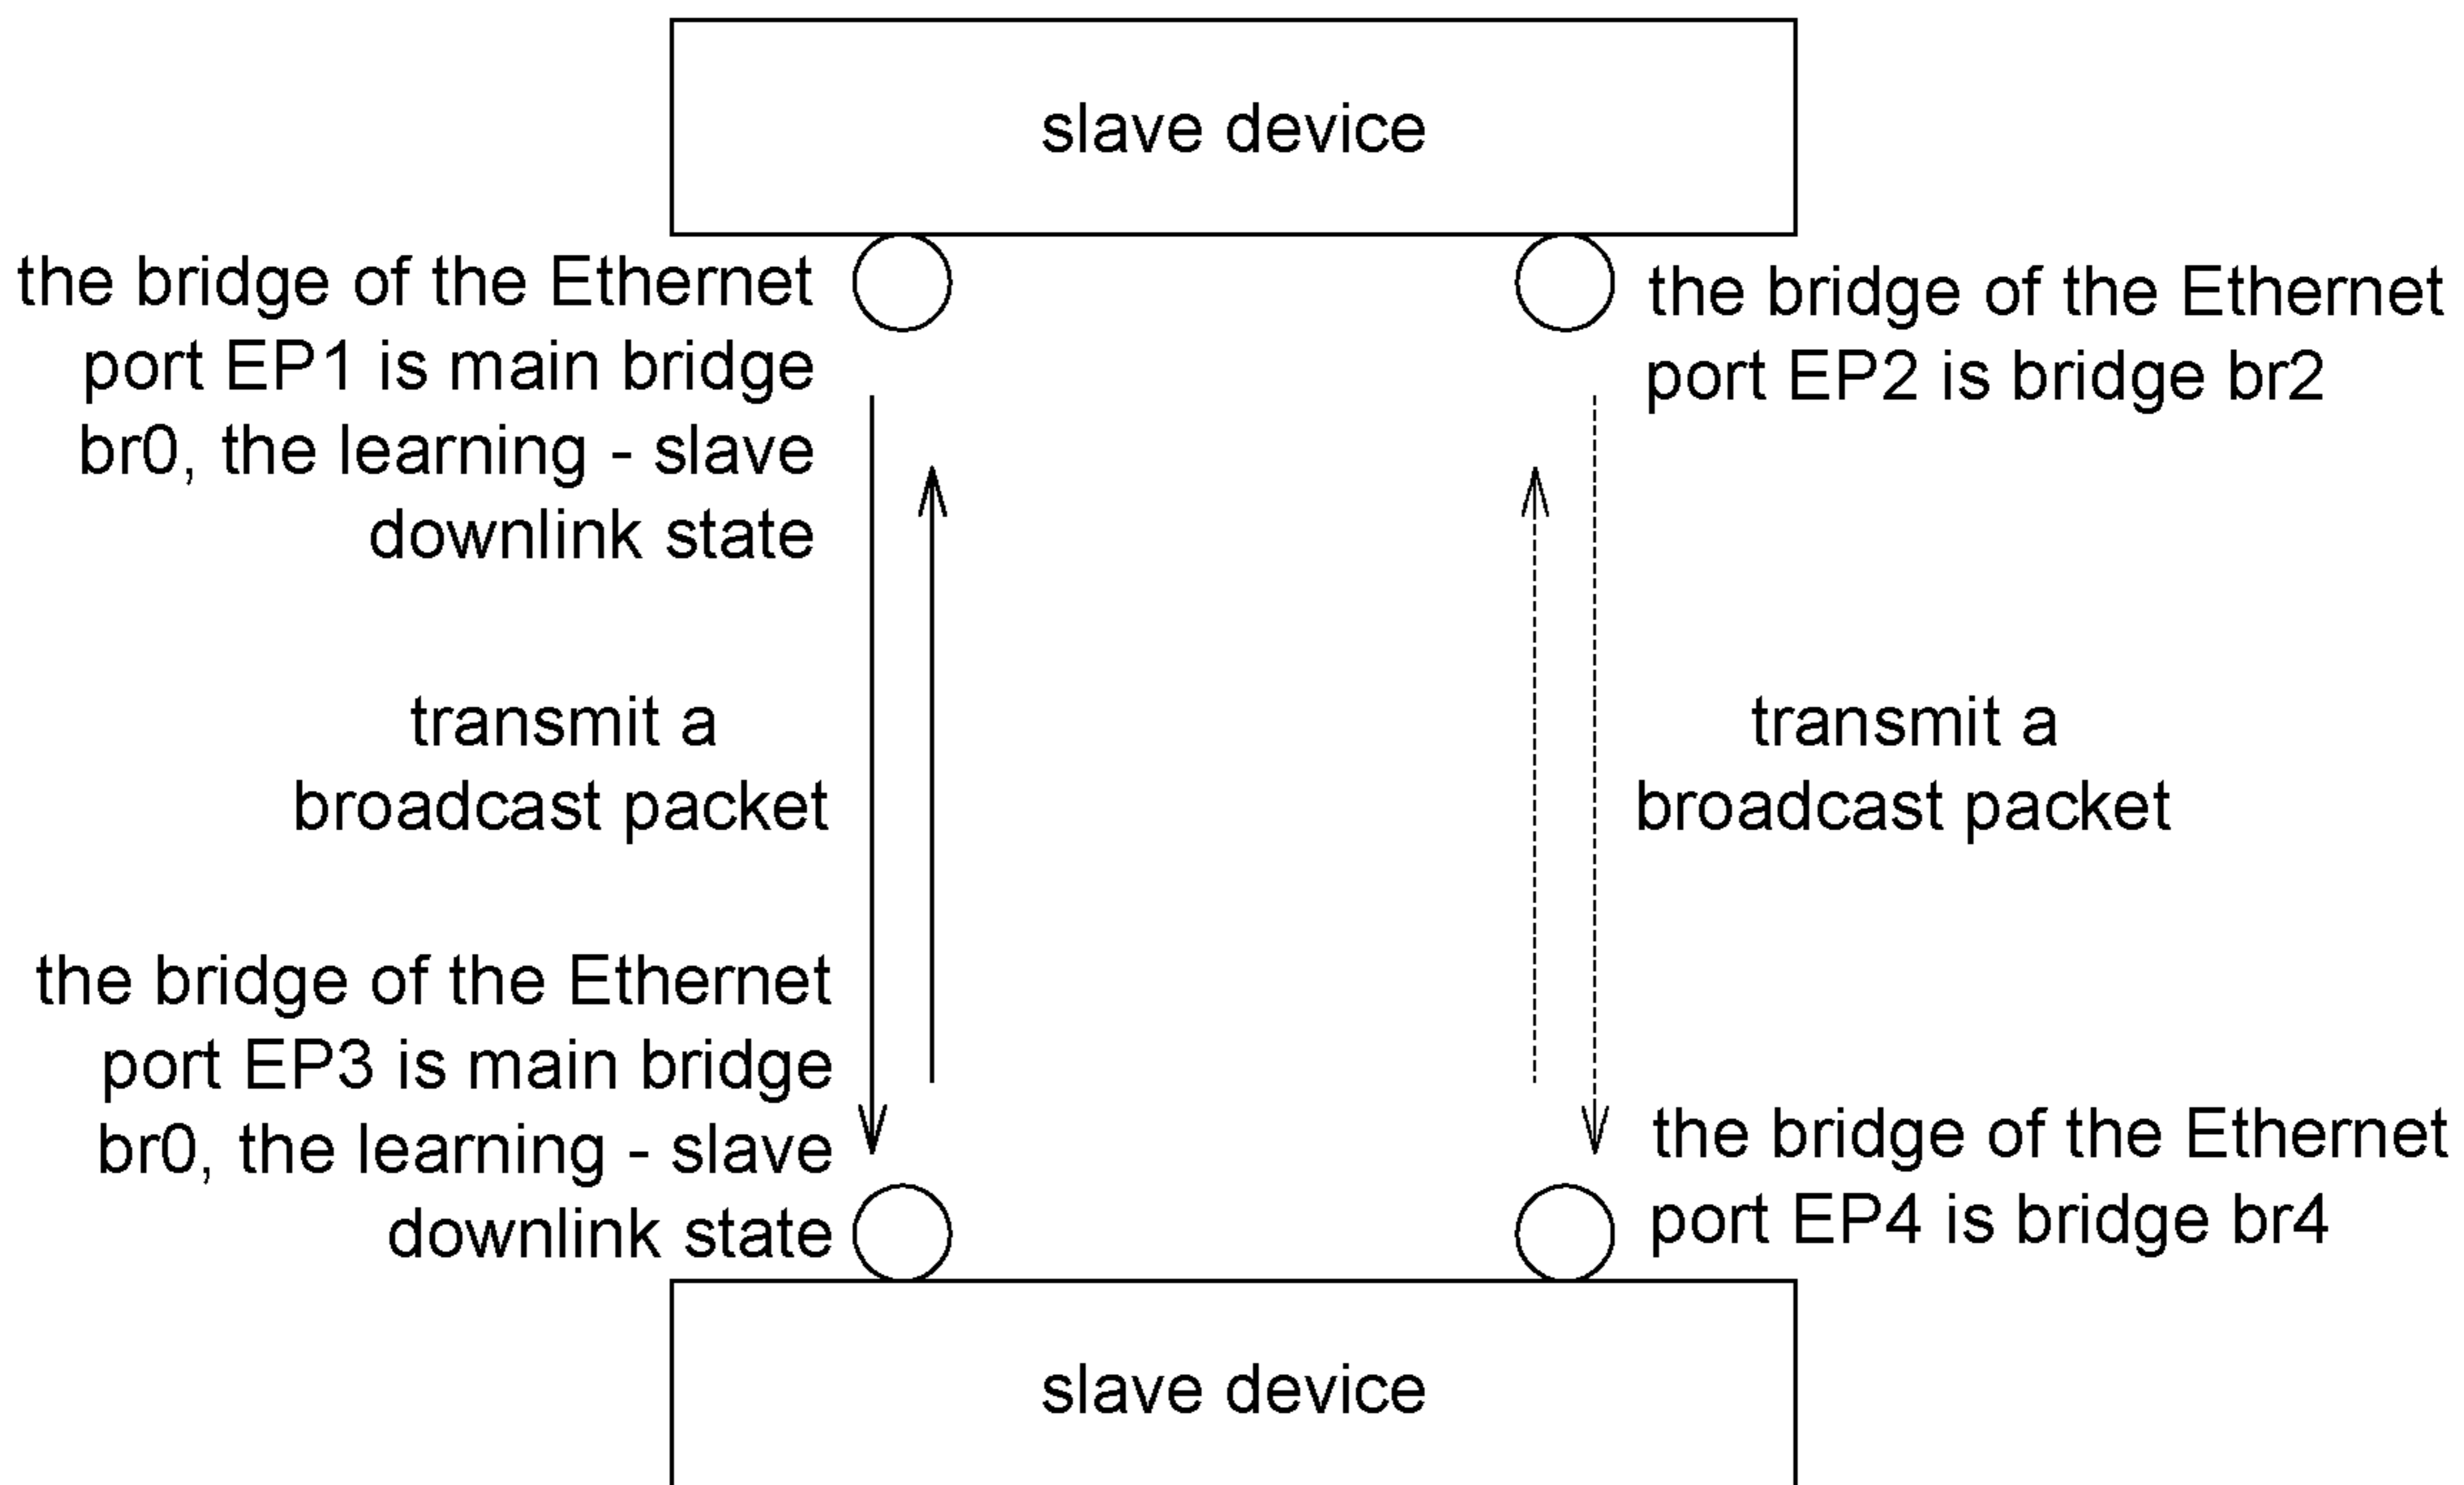 slave device
the bridge of the Ethernet
port EP1 is main bridge
br0, the learning - slave
downlink state
the bridge of the Ethernet
port EP2 is bridge br2
transmit a
broadcast packet
transmit a
broadcast packet
the bridge of the Ethernet
port EP3 is main bridge
br0, the learning - slave
downlink state
the bridge of the Ethernet
port EP4 is bridge br4
slave device